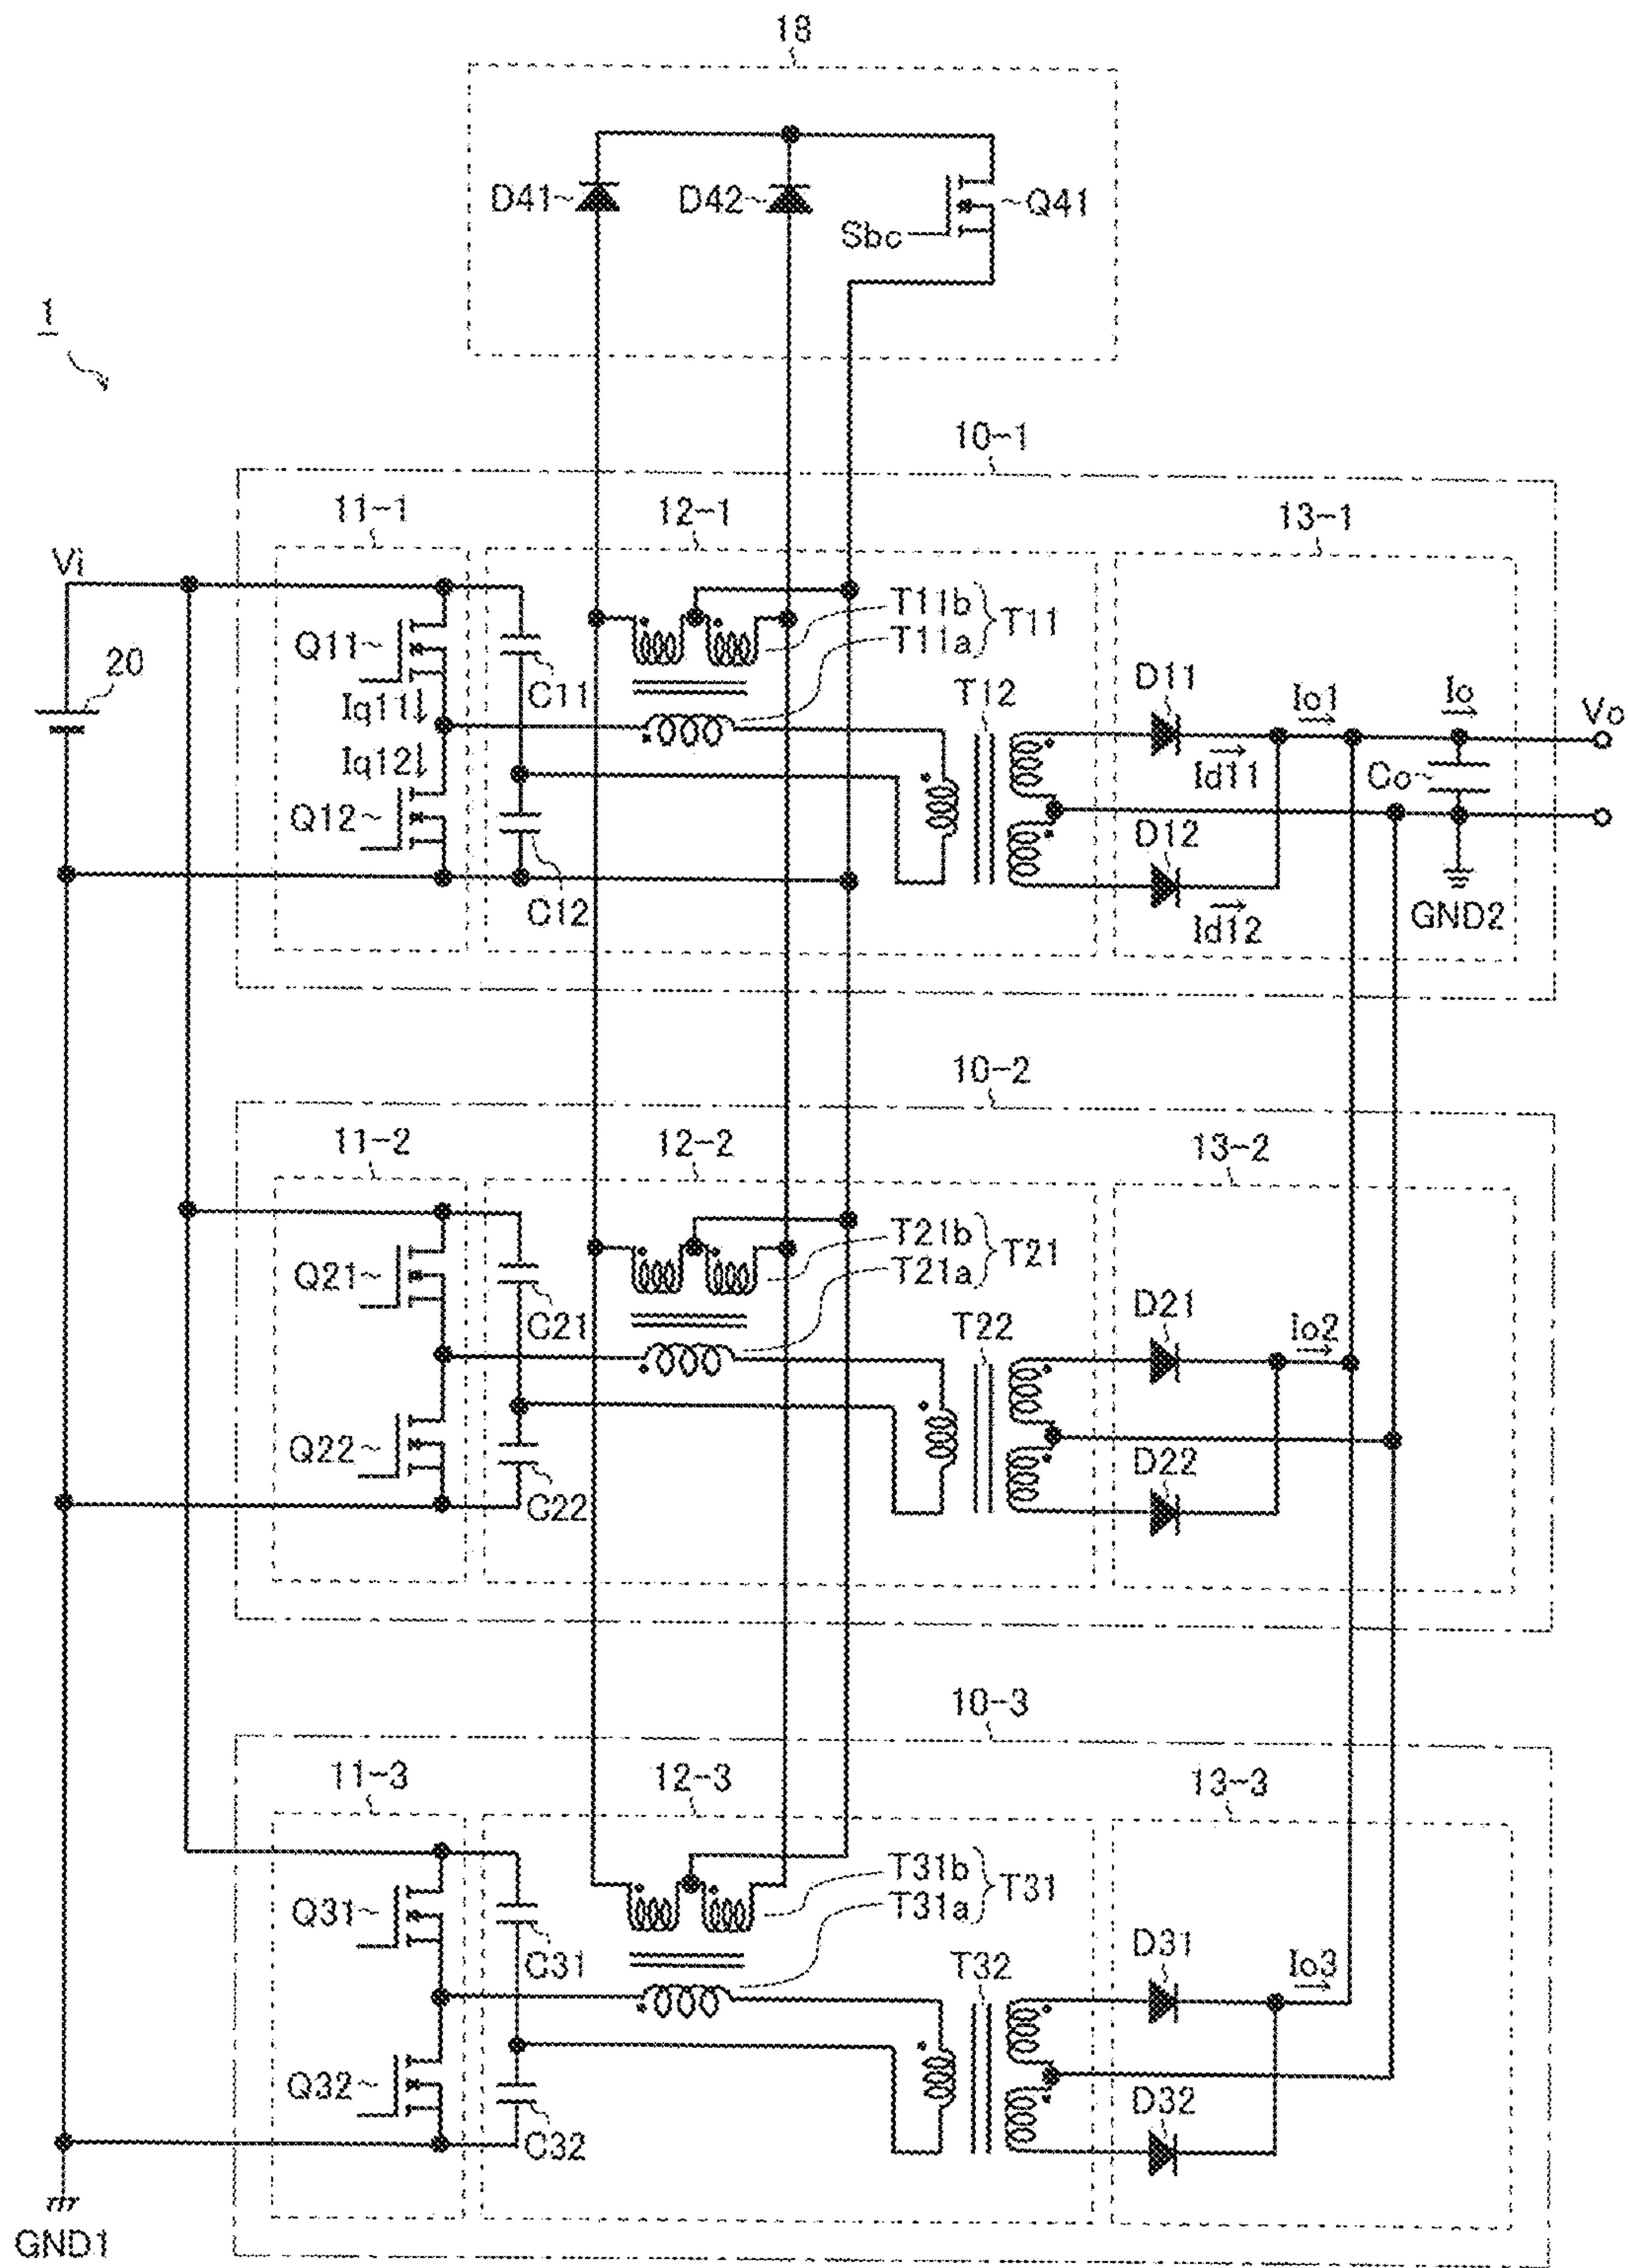 18
D41
D42
Q41
Sbc
1
10-1
11-1
12-1
13-1
Vi
T11b
T11
T11a
Q11
20
C11
D11
T12
Io1
Io
Vo
Iq11
Iq12
Id11
Co
Q12
D12
C12
Id12
GND2
10-2
11-2
12-2
13-2
T21b
T21
T21a
Q21
C21
D21
T22
Io2
Q22
D22
C22
10-3
11-3
12-3
13-3
T31b
T31
T31a
Q31
C31
D31
T32
Io3
Q32
D32
C32
GND1